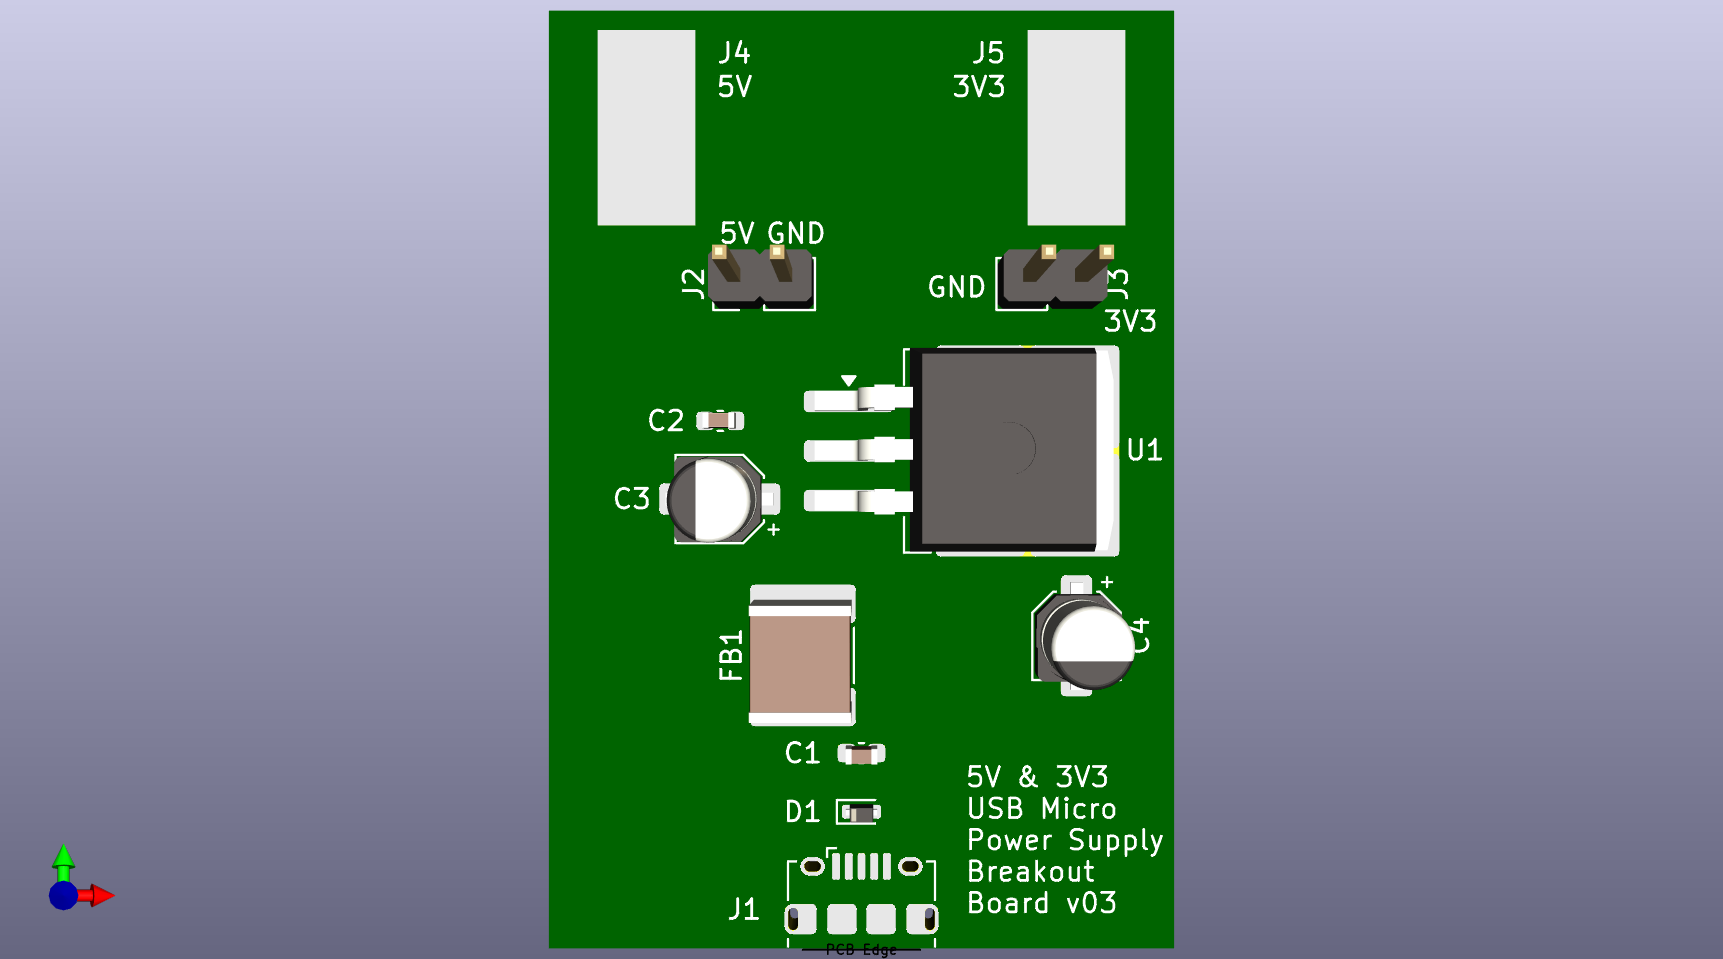 J4
5V
J5
3V3
5V GND
J2
GND
J3
3V3
C2
U1
C3
+
+
C4
FB1
C1
5V & 3V3
USB Micro
Power Supply
Breakout
Board v03
D1
J1
PCB Edge